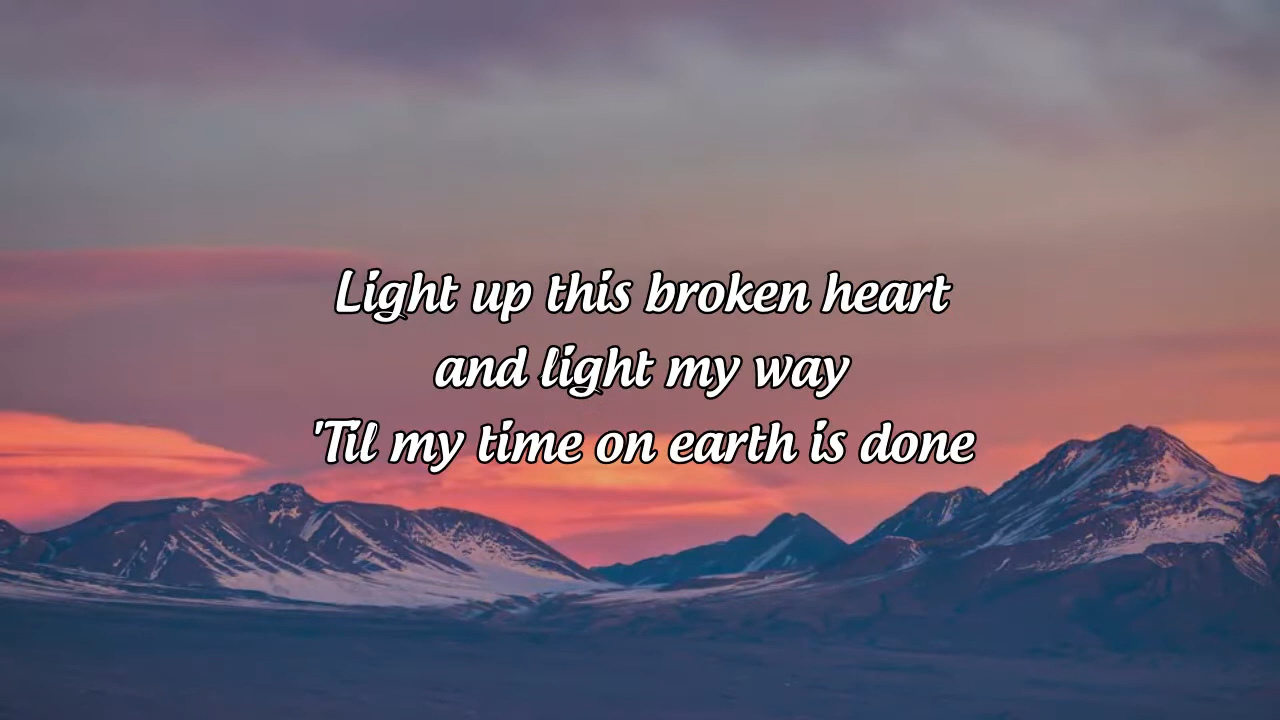 Light up this broken heart
and light my way
'Til my time on earth is done